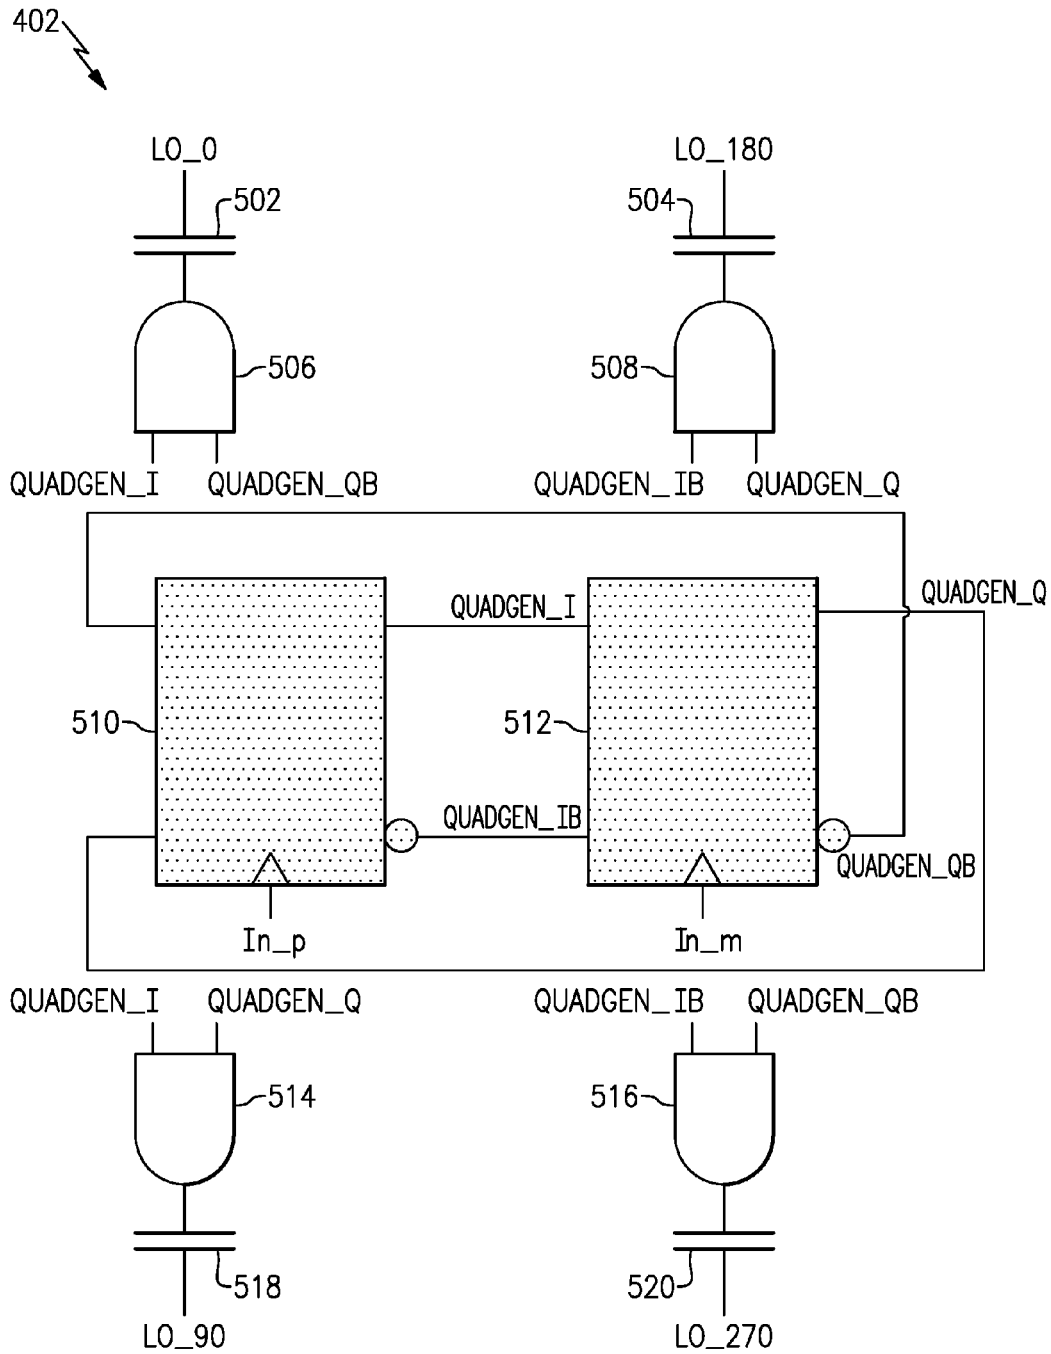 402
LO_0
LO_180
502
504
506
508
QUADGEN_I
QUADGEN_QB
QUADGEN_IB
QUADGEN_Q
QUADGEN_I
QUADGEN_Q
510
512
QUADGEN_IB
QUADGEN_QB
In_p
In_m
QUADGEN_I
QUADGEN_Q
QUADGEN_IB
QUADGEN_QB
514
516
518
520
LO_90
LO_270